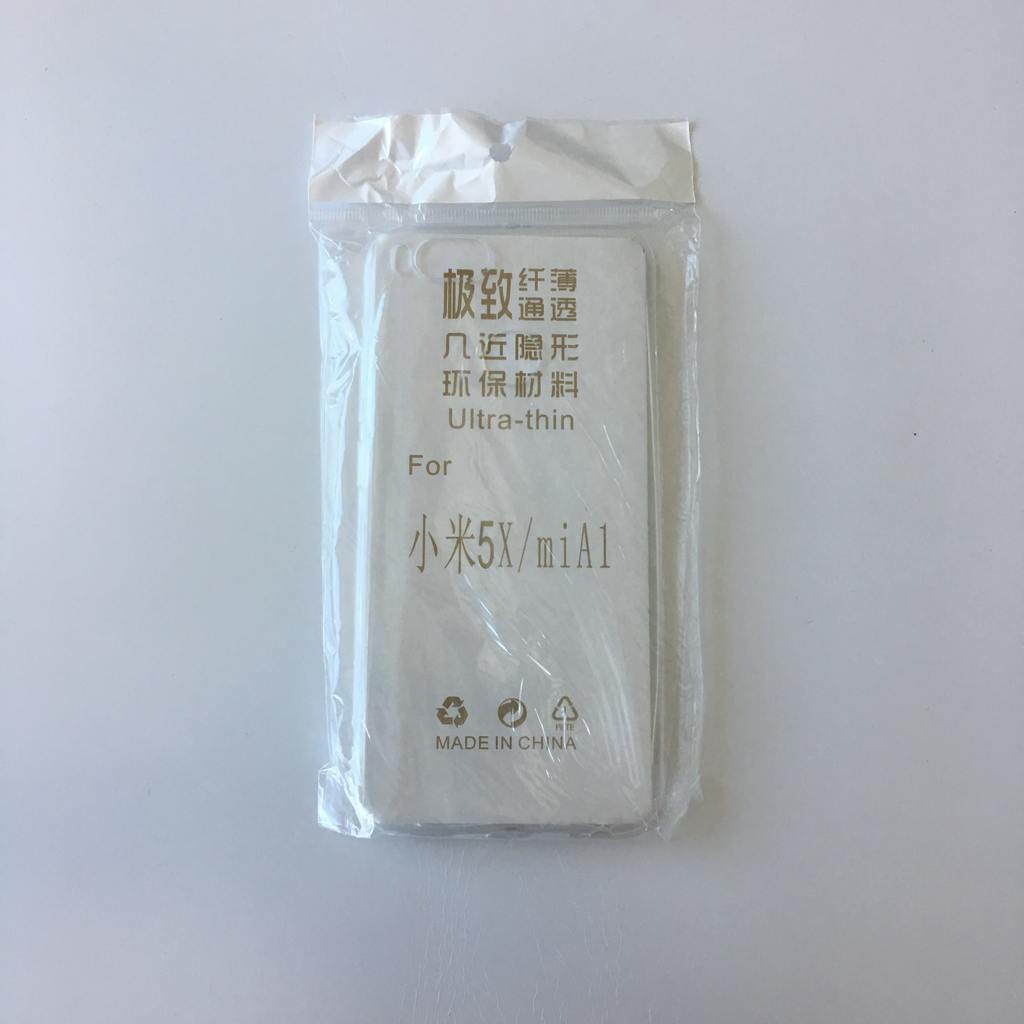 极致纤薄
通透
几近隐形
环保材料
Ultra-thin
For
小米5X/miA1
PETE
MADE IN CHINA